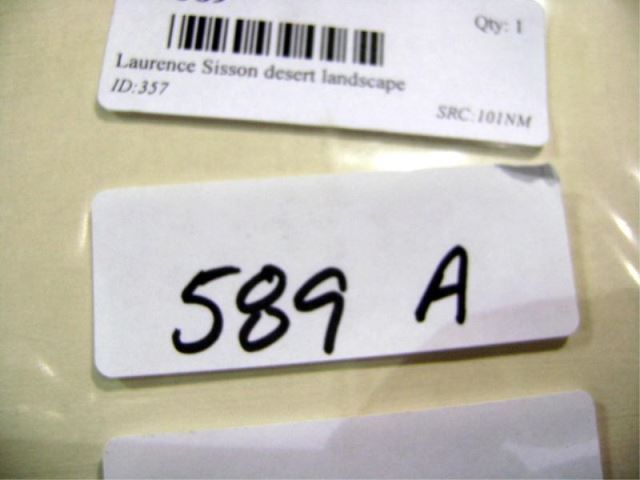 Qty: 1
Laurence Sisson desert landscape
ID:357
SRC:101NM
589 A